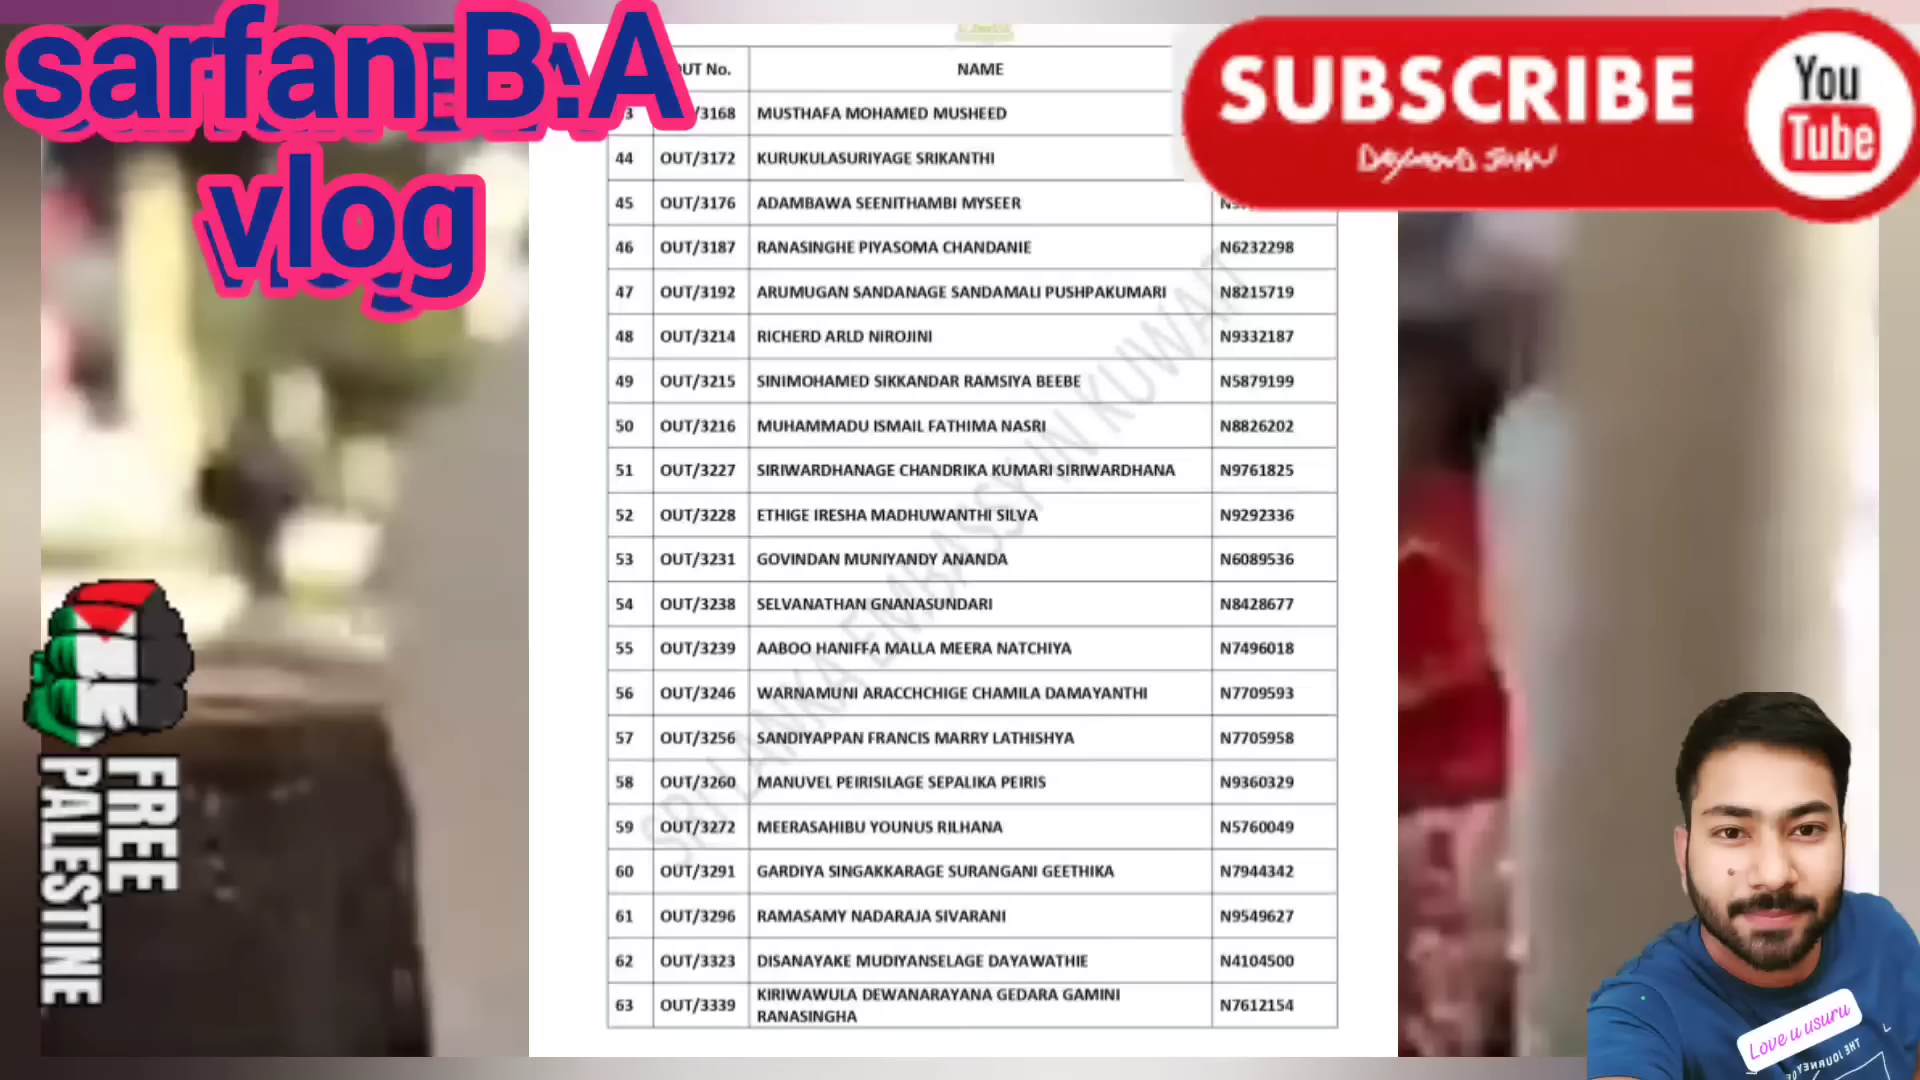 sarfan B.A
vlog
SUBSCRIBE
You
Tube
UT No. NAME
3 3168 MUSTHAFA MOHAMED MUSHEED
44 OUT/3172 KURUKULASURIYAGE SRIKANTHI
45 OUT/3176 ADAMBAWA SEENITHAMBI MYSEER
46 OUT/3187 RANASINGHE PIYASOMA CHANDANIE N6232298
47 OUT/3192 ARUMUGAN SANDANAGE SANDAMALI PUSHPAKUMARI N8215719
48 OUT/3214 RICHERD ARLD NIROJINI N9332187
49 OUT/3215 SINIMOHAMED SIKKANDAR RAMSIYA BEEBE N5879199
50 OUT/3216 MUHAMMADU ISMAIL FATHIMA NASRI N8826202
51 OUT/3227 SIRIWARDHANAGE CHANDRIKA KUMARI SIRIWARDHANA N9761825
52 OUT/3228 ETHIGE IRESHA MADHUWANTHI SILVA N9292336
53 OUT/3231 GOVINDAN MUNIYANDY ANANDA N6089536
54 OUT/3238 SELVANATHAN GNANASUNDARI N8428677
55 OUT/3239 AABOO HANIFFA MALLA MEERA NATCHIYA N7496018
56 OUT/3246 WARNAMUNI ARACCHCHIGE CHAMILA DAMAYANTHI N7709593
57 OUT/3256 SANDIYAPPAN FRANCIS MARRY LATHISHYA N7705958
58 OUT/3260 MANUVEL PEIRISILAGE SEPALIKA PEIRIS N9360329
59 OUT/3272 MEERASAHIBU YOUNUS RILHANA N5760049
60 OUT/3291 GARDIYA SINGAKKARAGE SURANGANI GEETHIKA N7944342
61 OUT/3296 RAMASAMY NADARAJA SIVARANI N9549627
62 OUT/3323 DISANAYAKE MUDIYANSELAGE DAYAWATHIE N4104500
63 OUT/3339 KIRIWAWULA DEWANARAYANA GEDARA GAMINI N7612154
RANASINGHA
SRI LANKA EMBASSY IN KUWAIT
FREE
PALESTINE
Love u usuru
THE JOURNEY